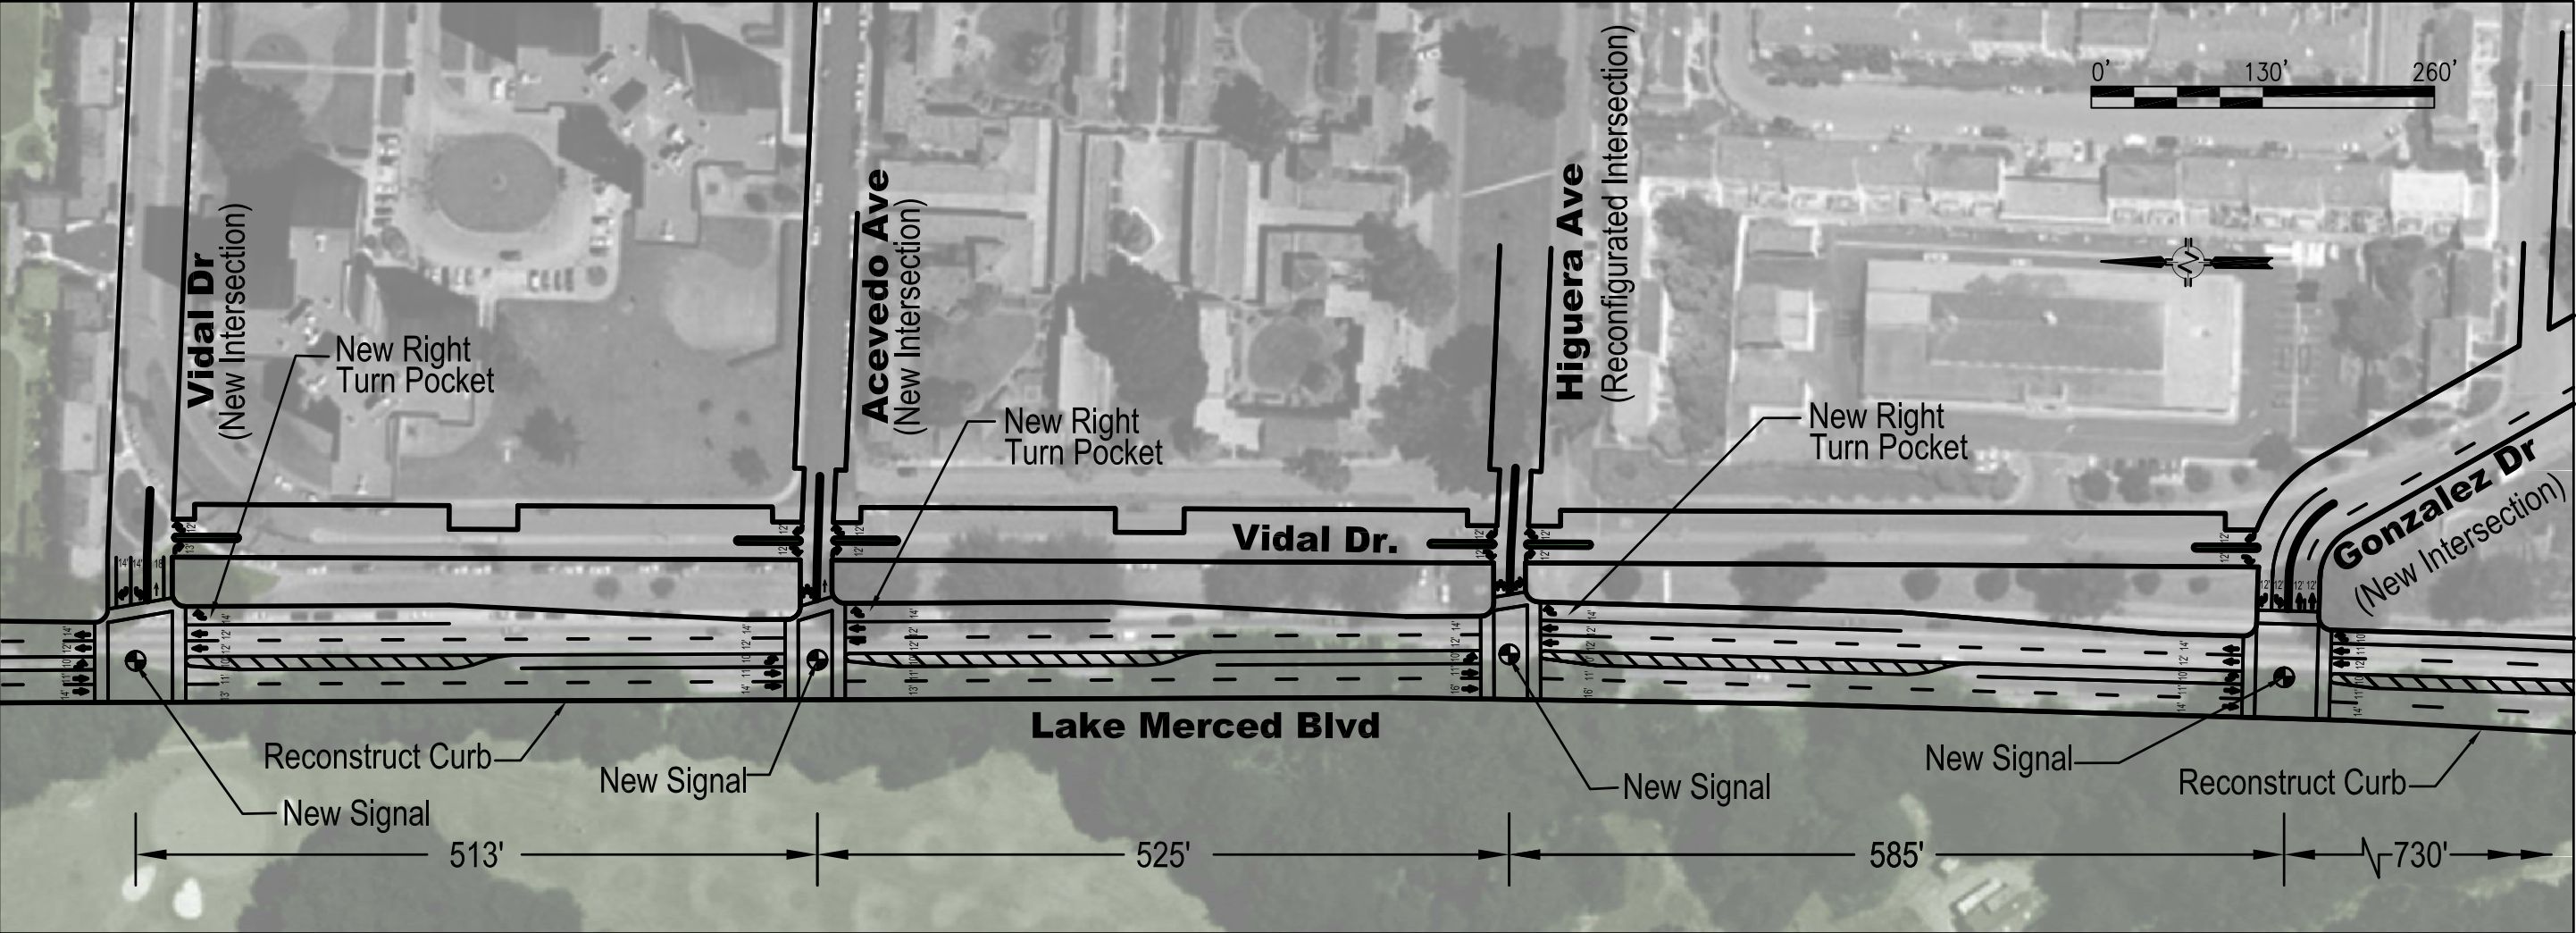 0' 130' 260'
Vidal Dr
(New Intersection)
Acevedo Ave
(New Intersection)
Higuera Ave
(Reconfigurated Intersection)
New Right
Turn Pocket
New Right
Turn Pocket
New Right
Turn Pocket
Gonzalez Dr
(New Intersection)
Vidal Dr.
Lake Merced Blvd
Reconstruct Curb
New Signal
New Signal
New Signal
New Signal
Reconstruct Curb
513'
525'
585'
730'